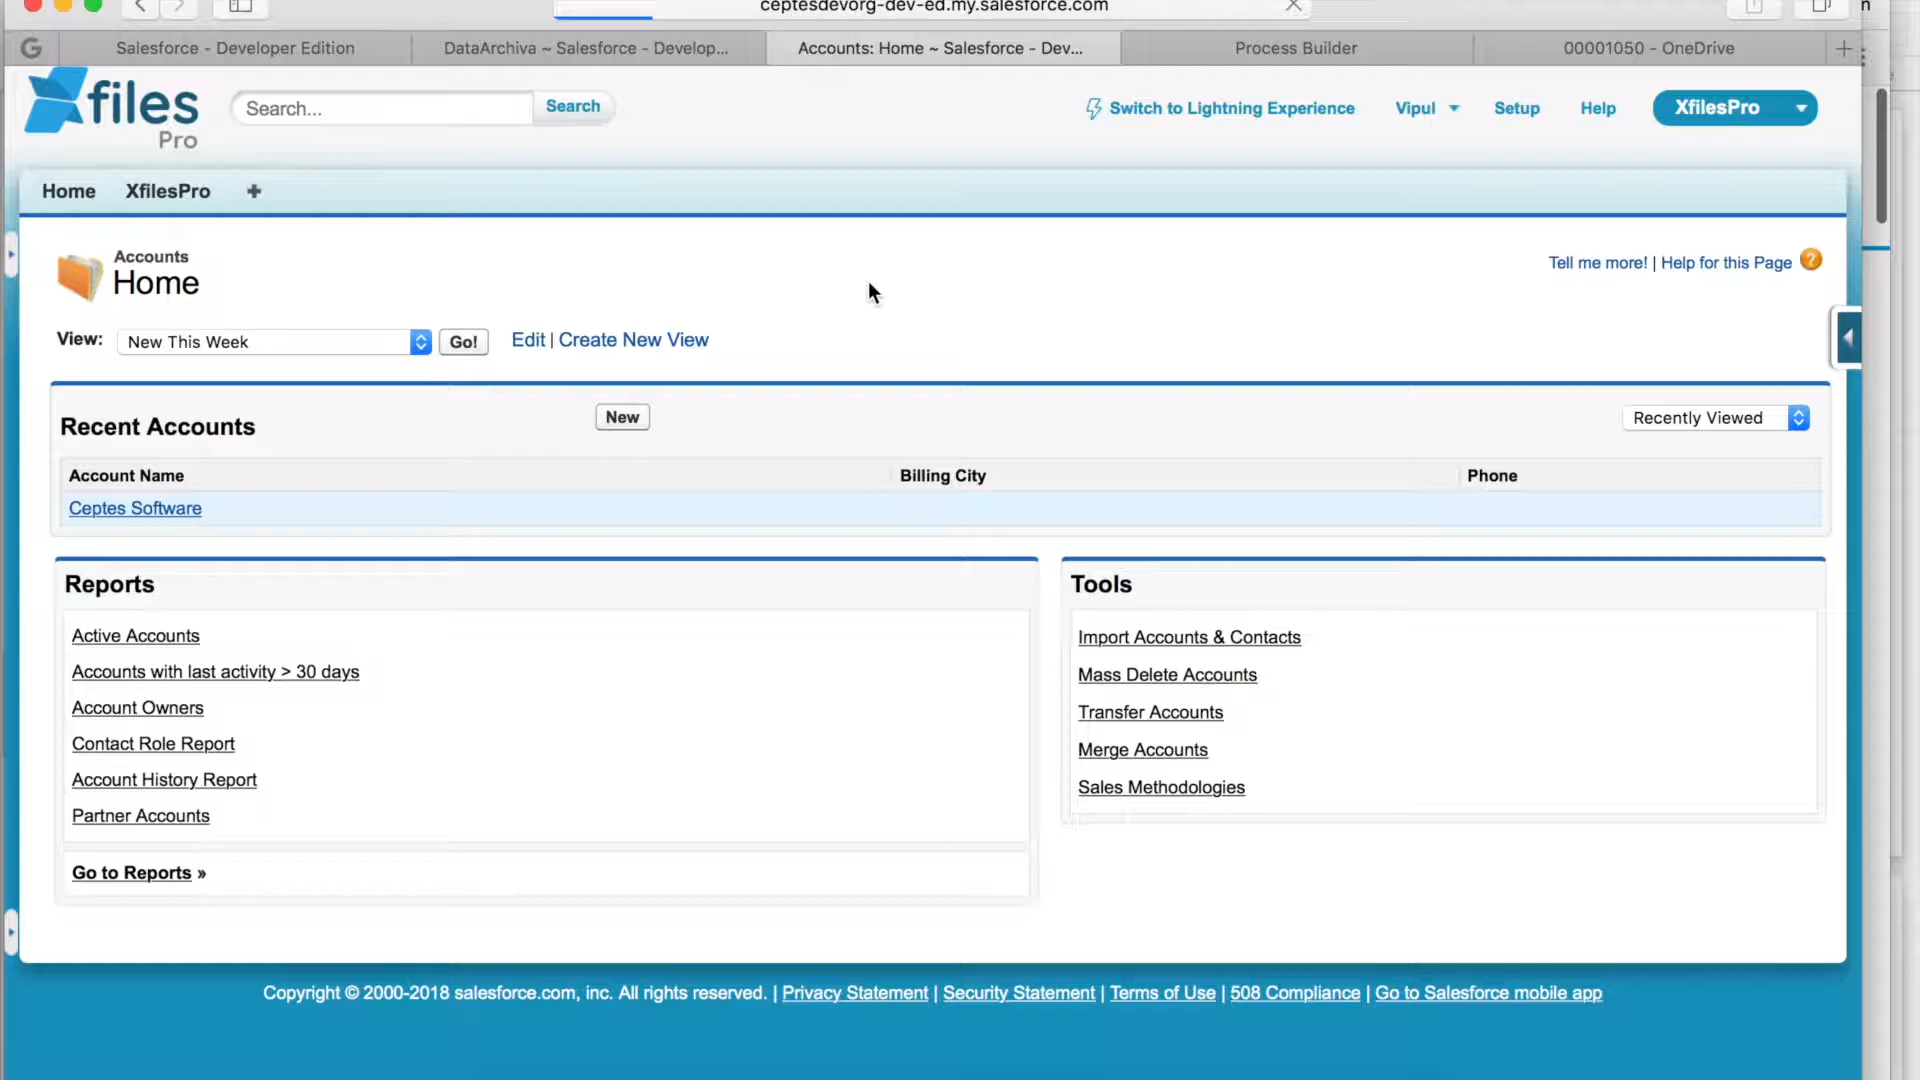 ceptesdevorg-dev-ed.my.salesforce.com
n
G Salesforce - Developer Edition DataArchiva ~ Salesforce - Develop... Accounts: Home ~ Salesforce - Dev... Process Builder 00001050 - OneDrive
Xfiles Pro
Search... Search Switch to Lightning Experience Vipul Setup Help XfilesPro
Home XfilesPro
Accounts
Home
Tell me more! | Help for this Page ?
View: New This Week Go! Edit | Create New View
Recent Accounts New Recently Viewed
Account Name Billing City Phone
Ceptes Software
Reports
Active Accounts
Accounts with last activity > 30 days
Account Owners
Contact Role Report
Account History Report
Partner Accounts
Go to Reports »
Tools
Import Accounts & Contacts
Mass Delete Accounts
Transfer Accounts
Merge Accounts
Sales Methodologies
Copyright © 2000-2018 salesforce.com, inc. All rights reserved. | Privacy Statement | Security Statement | Terms of Use | 508 Compliance | Go to Salesforce mobile app